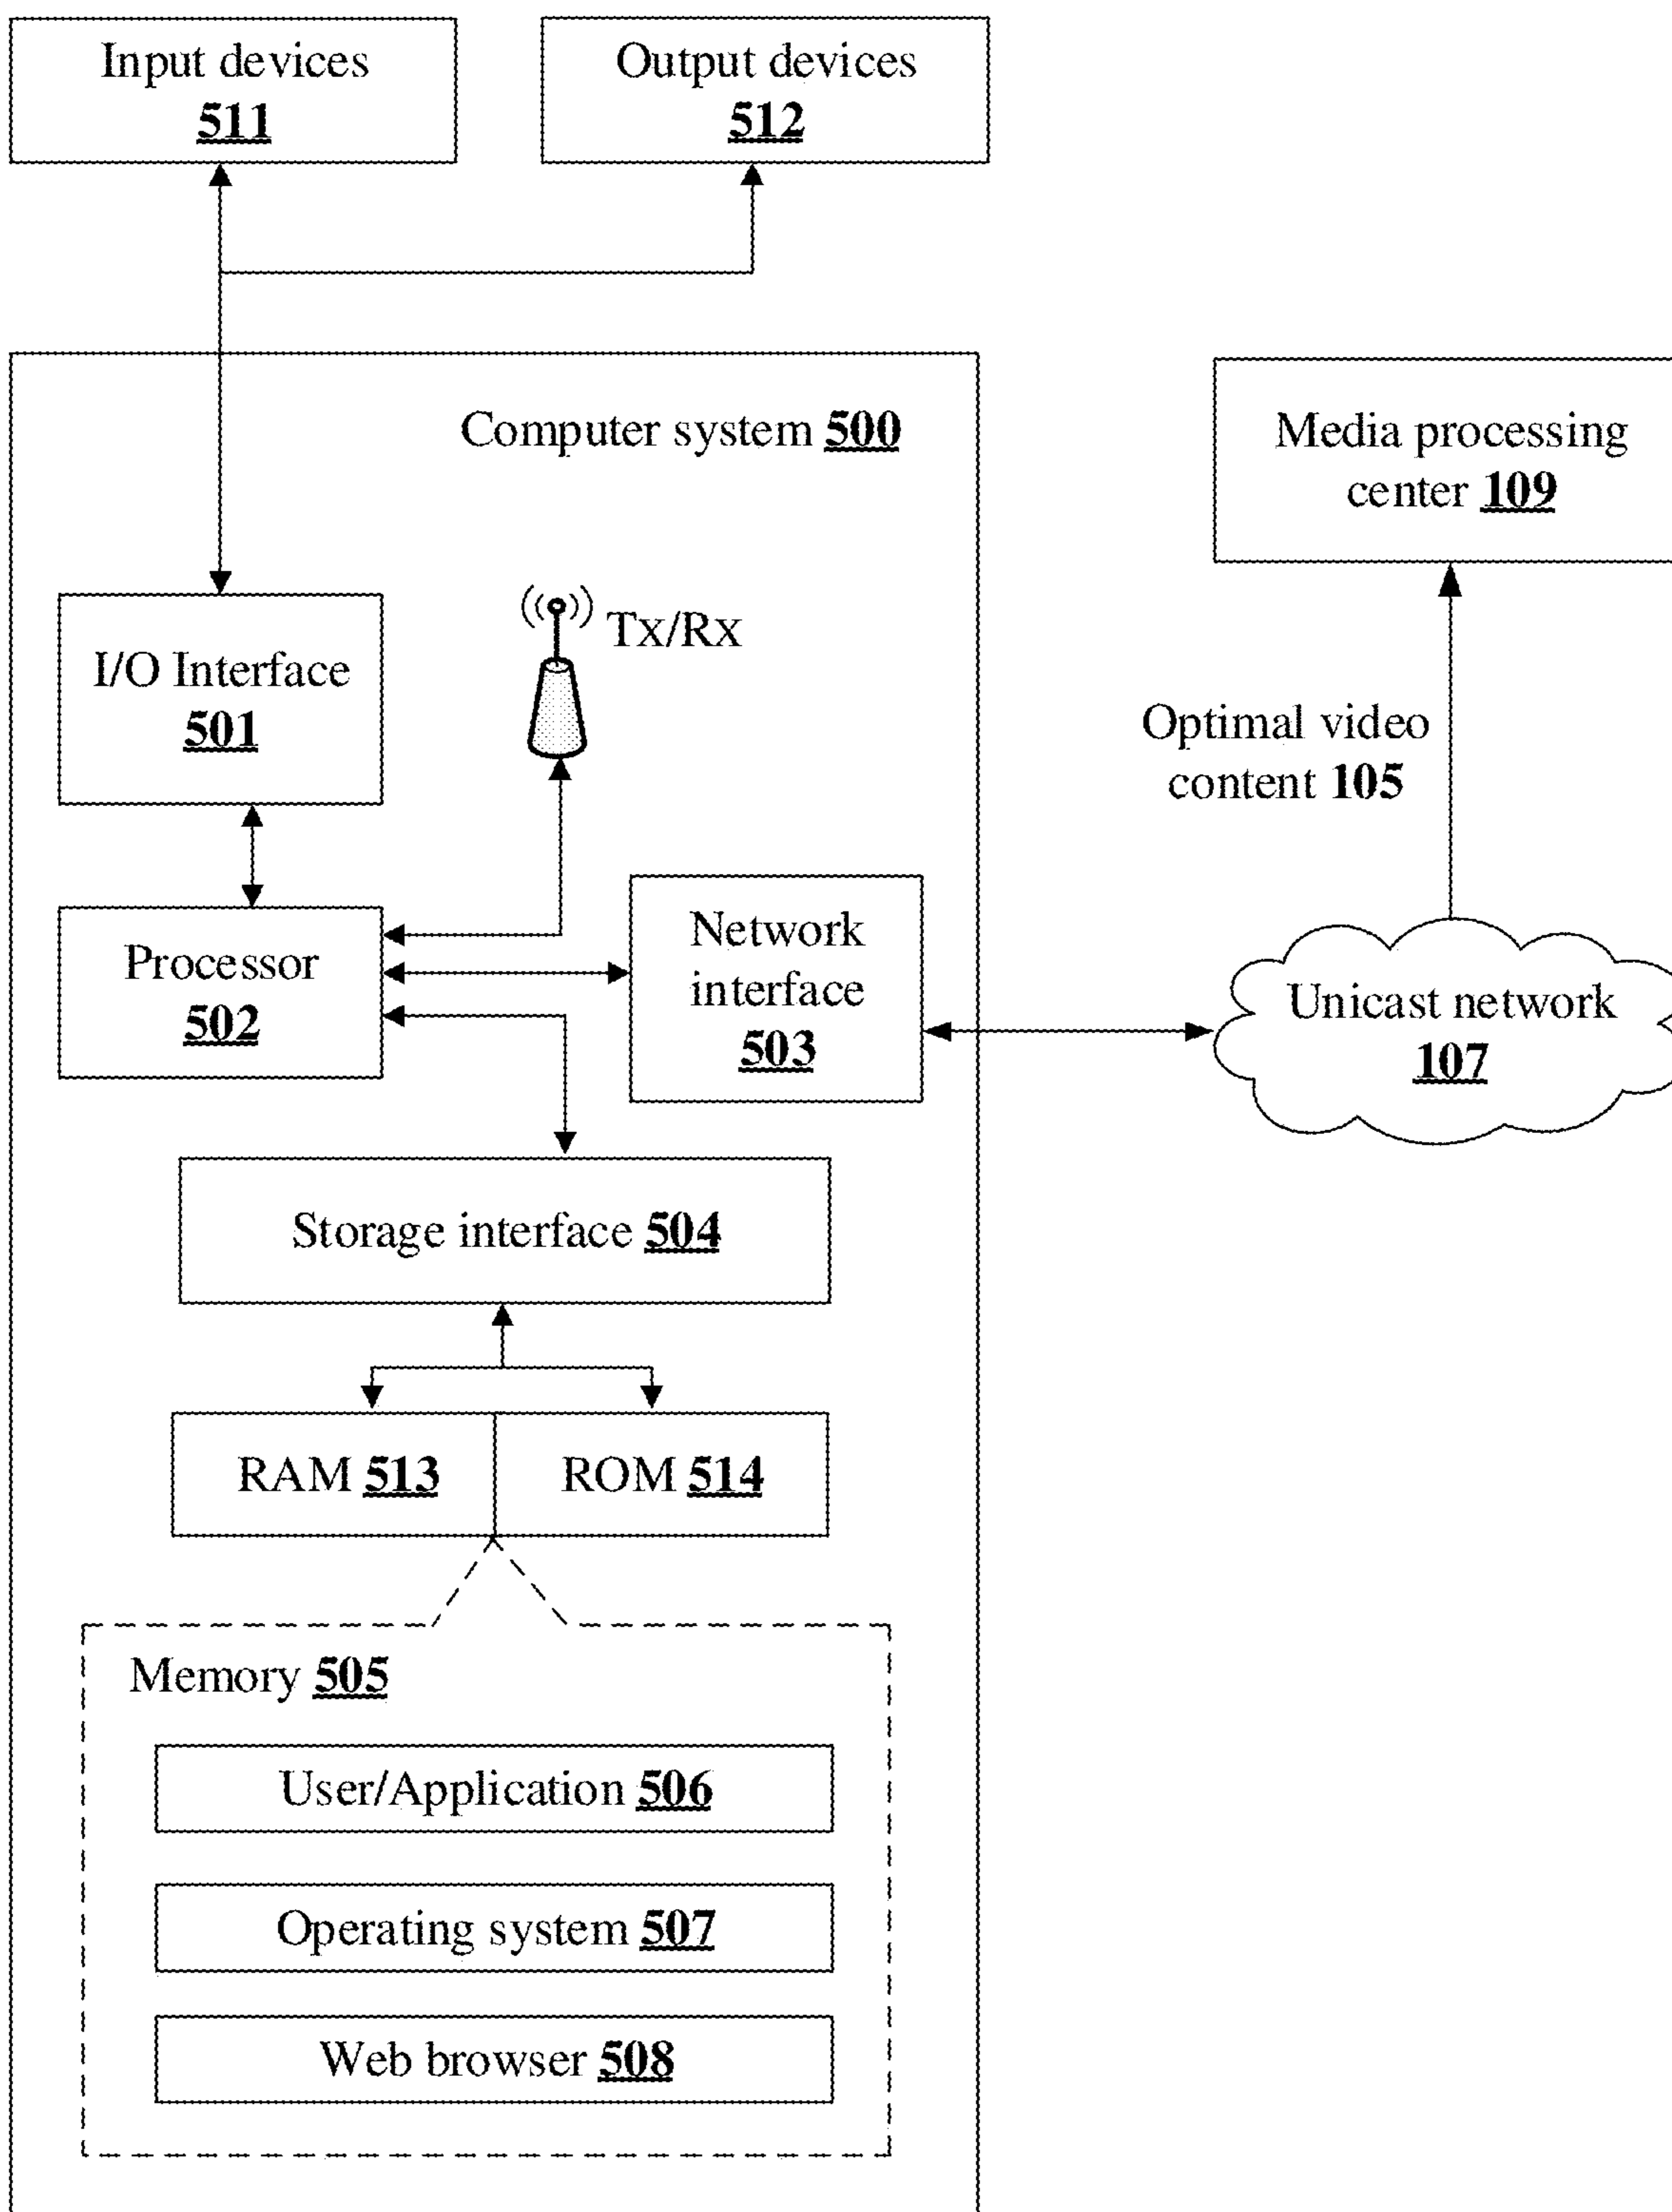 Input devices
511
Output devices
512
Computer system 500
Media processing
center 109
I/O Interface
501
Tx/Rx
Optimal video
content 105
Processor
502
Network
interface
503
Unicast network
107
Storage interface 504
RAM 513
ROM 514
Memory 505
User/Application 506
Operating system 507
Web browser 508